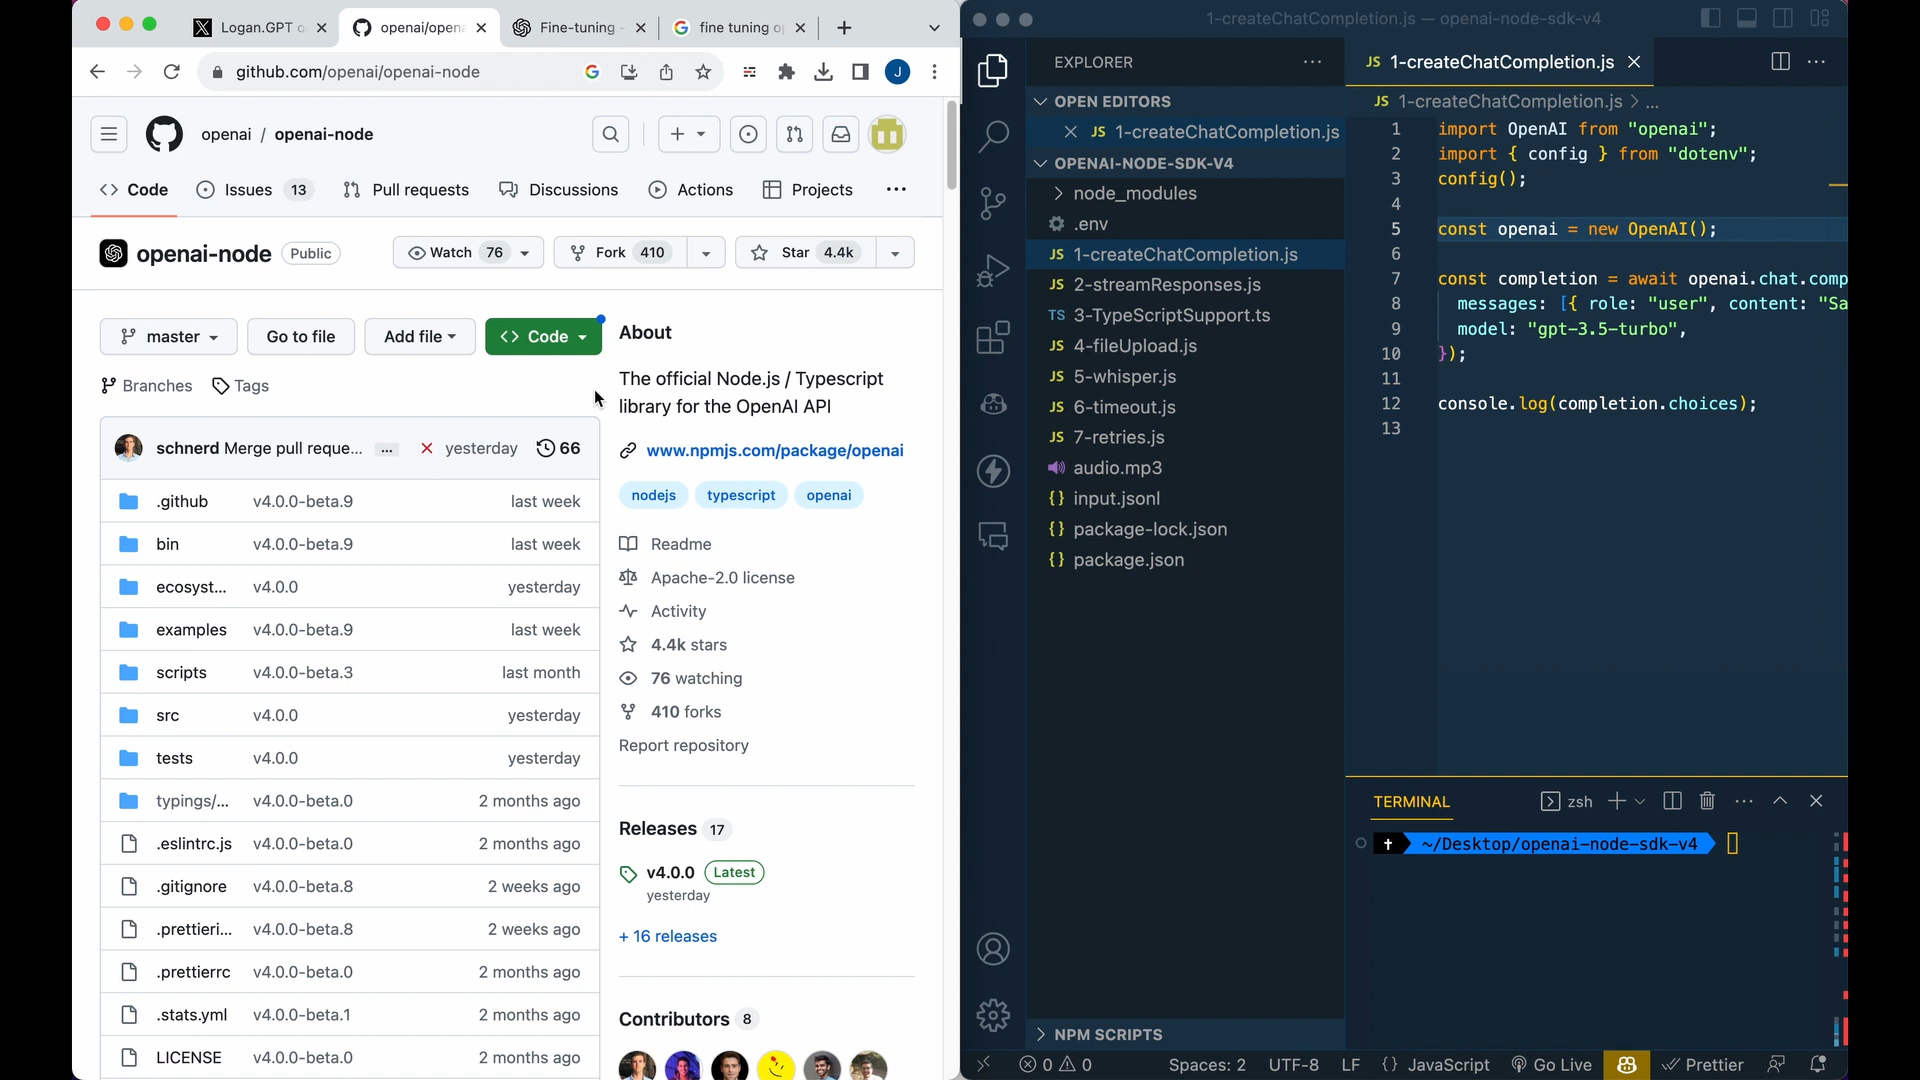 Logan.GPT o
openai/opena
Fine-tuning -
fine tuning o
github.com/openai/openai-node
J
openai / openai-node
Code
Issues 13
Pull requests
Discussions
Actions
Projects
openai-node Public
Watch 76
Fork 410
Star 4.4k
master
Go to file
Add file
Code
Branches
Tags
schnerd Merge pull reque... ... yesterday 66
.github v4.0.0-beta.9 last week
bin v4.0.0-beta.9 last week
ecosyst... v4.0.0 yesterday
examples v4.0.0-beta.9 last week
scripts v4.0.0-beta.3 last month
src v4.0.0 yesterday
tests v4.0.0 yesterday
typings/... v4.0.0-beta.0 2 months ago
.eslintrc.js v4.0.0-beta.0 2 months ago
.gitignore v4.0.0-beta.8 2 weeks ago
.prettieri... v4.0.0-beta.8 2 weeks ago
.prettierrc v4.0.0-beta.0 2 months ago
.stats.yml v4.0.0-beta.1 2 months ago
LICENSE v4.0.0-beta.0 2 months ago
About
The official Node.js / Typescript
library for the OpenAI API
www.npmjs.com/package/openai
nodejs typescript openai
Readme
Apache-2.0 license
Activity
4.4k stars
76 watching
410 forks
Report repository
Releases 17
v4.0.0 Latest
yesterday
+ 16 releases
Contributors 8
1-createChatCompletion.js — openai-node-sdk-v4
EXPLORER
OPEN EDITORS
JS 1-createChatCompletion.js
OPENAI-NODE-SDK-V4
node_modules
.env
JS 1-createChatCompletion.js
JS 2-streamResponses.js
TS 3-TypeScriptSupport.ts
JS 4-fileUpload.js
JS 5-whisper.js
JS 6-timeout.js
JS 7-retries.js
audio.mp3
{} input.jsonl
{} package-lock.json
{} package.json
NPM SCRIPTS
JS 1-createChatCompletion.js
JS 1-createChatCompletion.js > ...
1 import OpenAI from "openai";
2 import { config } from "dotenv";
3 config();
4
5 const openai = new OpenAI();
6
7 const completion = await openai.chat.comp
8 messages: [{ role: "user", content: "Sa
9 model: "gpt-3.5-turbo",
10 });
11
12 console.log(completion.choices);
13
TERMINAL
zsh
~/Desktop/openai-node-sdk-v4
0 0
Spaces: 2
UTF-8
LF
{} JavaScript
Go Live
Prettier